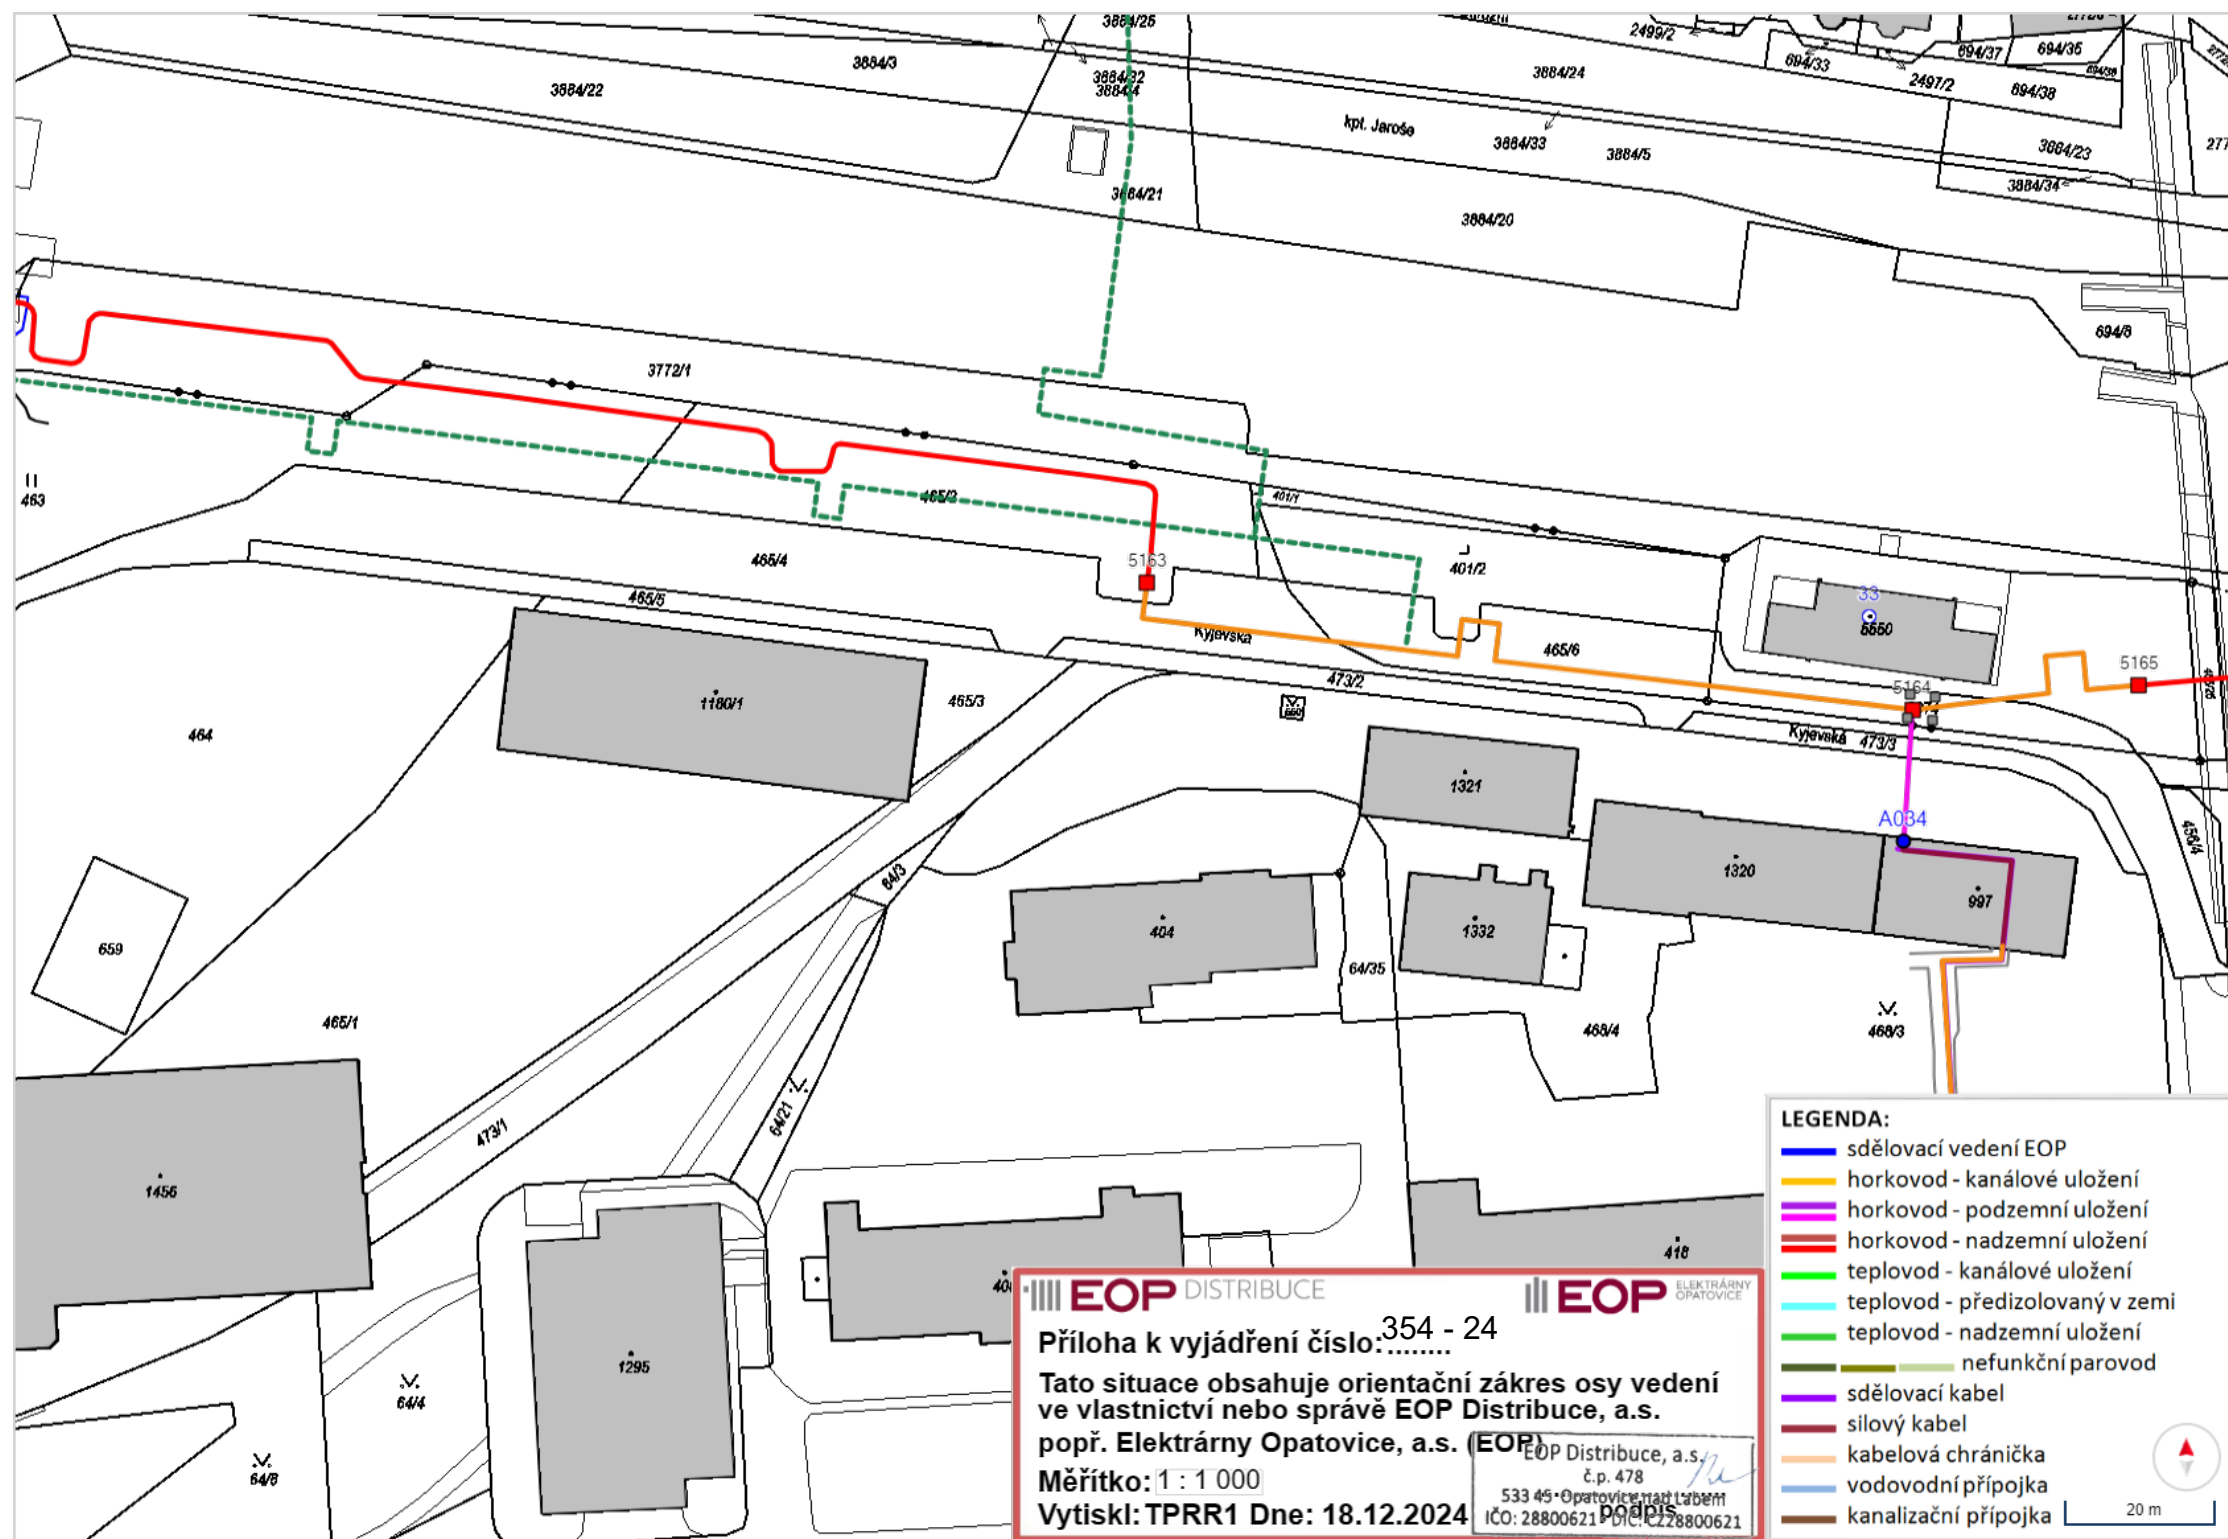 3884/25
2499/2
694/37
694/35
3884/3
3884/32
3884/4
3884/24
694/33
2497/2
694/38
3884/22
kpt. Jaroše
3884/33
3884/5
3884/23
277
3884/34
3884/21
3884/20
694/8
3772/1
463
465/2
401/1
465/4
5163
401/2
465/5
33
5550
Kyjevská
465/6
5165
473/2
5164
1180/1
465/3
660
464
Kyjevská 473/3
1321
A034
456/4
1320
64/3
997
404
1332
659
64/35
465/1
468/4
468/3
64/21
473/1
1456
418
1295
64/4
64/8
LEGENDA:
sdělovací vedení EOP
horkovod - kanálové uložení
horkovod - podzemní uložení
horkovod - nadzemní uložení
teplovod - kanálové uložení
teplovod - předizolovaný v zemi
teplovod - nadzemní uložení
nefunkční parovod
sdělovací kabel
silový kabel
kabelová chránička
vodovodní přípojka
kanalizační přípojka
20 m
EOP DISTRIBUCE
EOP ELEKTRÁRNY OPATOVICE
Příloha k vyjádření číslo:........ 354 - 24
Tato situace obsahuje orientační zákres osy vedení
ve vlastnictví nebo správě EOP Distribuce, a.s.
popř. Elektrárny Opatovice, a.s. (EOP)
Měřítko: 1 : 1 000
Vytiskl: TPRR1 Dne: 18.12.2024
podpis
EOP Distribuce, a.s.
č.p. 478
533 45 Opatovice nad Labem
IČO: 28800621 DIČ: CZ28800621